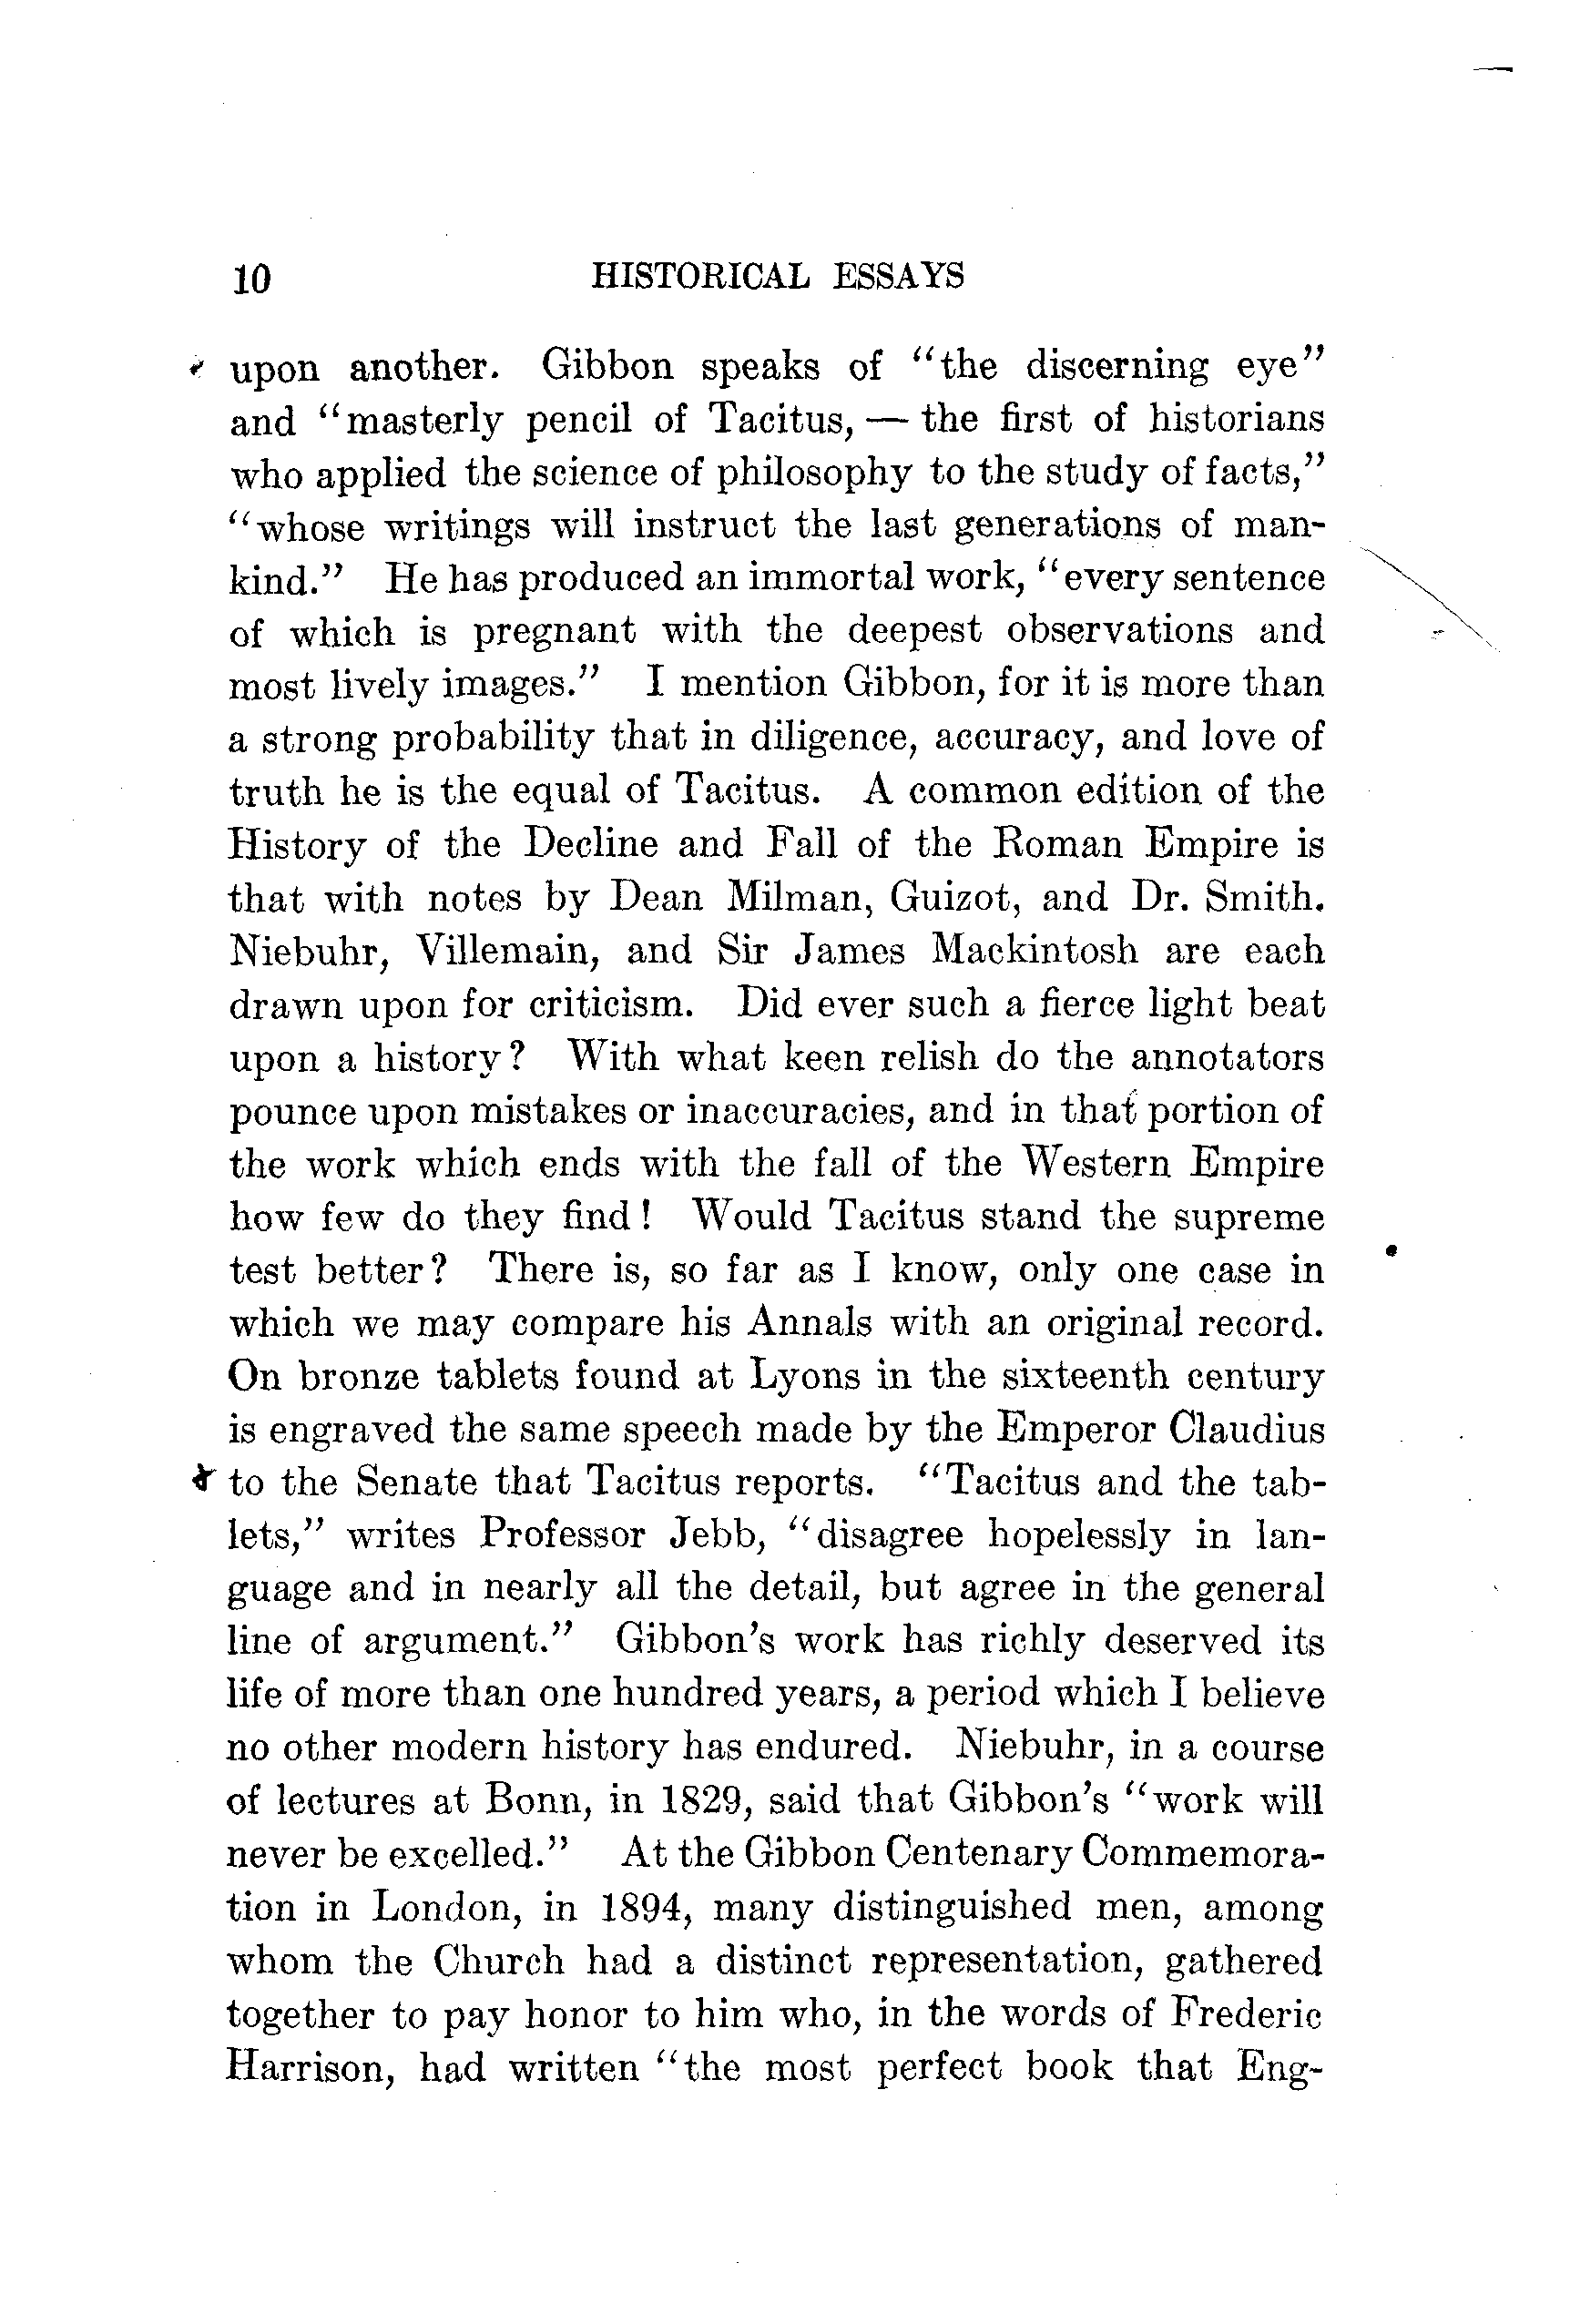 10 HISTORICAL ESSAYS
upon another. Gibbon speaks of "the discerning eye"
and "masterly pencil of Tacitus, — the first of historians
who applied the science of philosophy to the study of facts,"
"whose writings will instruct the last generations of man-
kind." He has produced an immortal work, "every sentence
of which is pregnant with the deepest observations and
most lively images." I mention Gibbon, for it is more than
a strong probability that in diligence, accuracy, and love of
truth he is the equal of Tacitus. A common edition of the
History of the Decline and Fall of the Roman Empire is
that with notes by Dean Milman, Guizot, and Dr. Smith.
Niebuhr, Villemain, and Sir James Mackintosh are each
drawn upon for criticism. Did ever such a fierce light beat
upon a history? With what keen relish do the annotators
pounce upon mistakes or inaccuracies, and in that portion of
the work which ends with the fall of the Western Empire
how few do they find! Would Tacitus stand the supreme
test better? There is, so far as I know, only one case in
which we may compare his Annals with an original record.
On bronze tablets found at Lyons in the sixteenth century
is engraved the same speech made by the Emperor Claudius
to the Senate that Tacitus reports. "Tacitus and the tab-
lets," writes Professor Jebb, "disagree hopelessly in lan-
guage and in nearly all the detail, but agree in the general
line of argument." Gibbon's work has richly deserved its
life of more than one hundred years, a period which I believe
no other modern history has endured. Niebuhr, in a course
of lectures at Bonn, in 1829, said that Gibbon's "work will
never be excelled." At the Gibbon Centenary Commemora-
tion in London, in 1894, many distinguished men, among
whom the Church had a distinct representation, gathered
together to pay honor to him who, in the words of Frederic
Harrison, had written "the most perfect book that Eng-